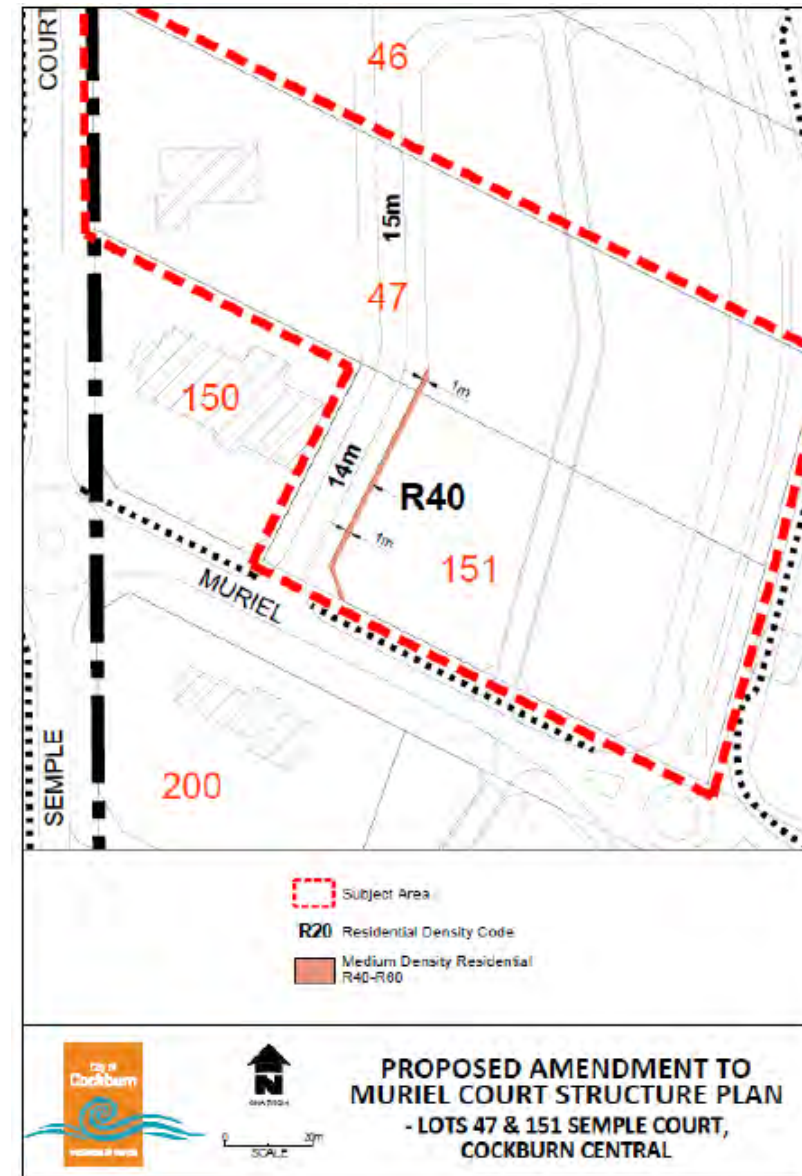 COURT
46
15m
47
1m
150
14m
R40
1m
151
MURIEL
SEMPLE
200
Subject Area
R20 Residential Density Code
Medium Density Residential
R40-R60
City of
Cockburn
N
0 20m
SCALE
PROPOSED AMENDMENT TO
MURIEL COURT STRUCTURE PLAN
- LOTS 47 & 151 SEMPLE COURT,
COCKBURN CENTRAL